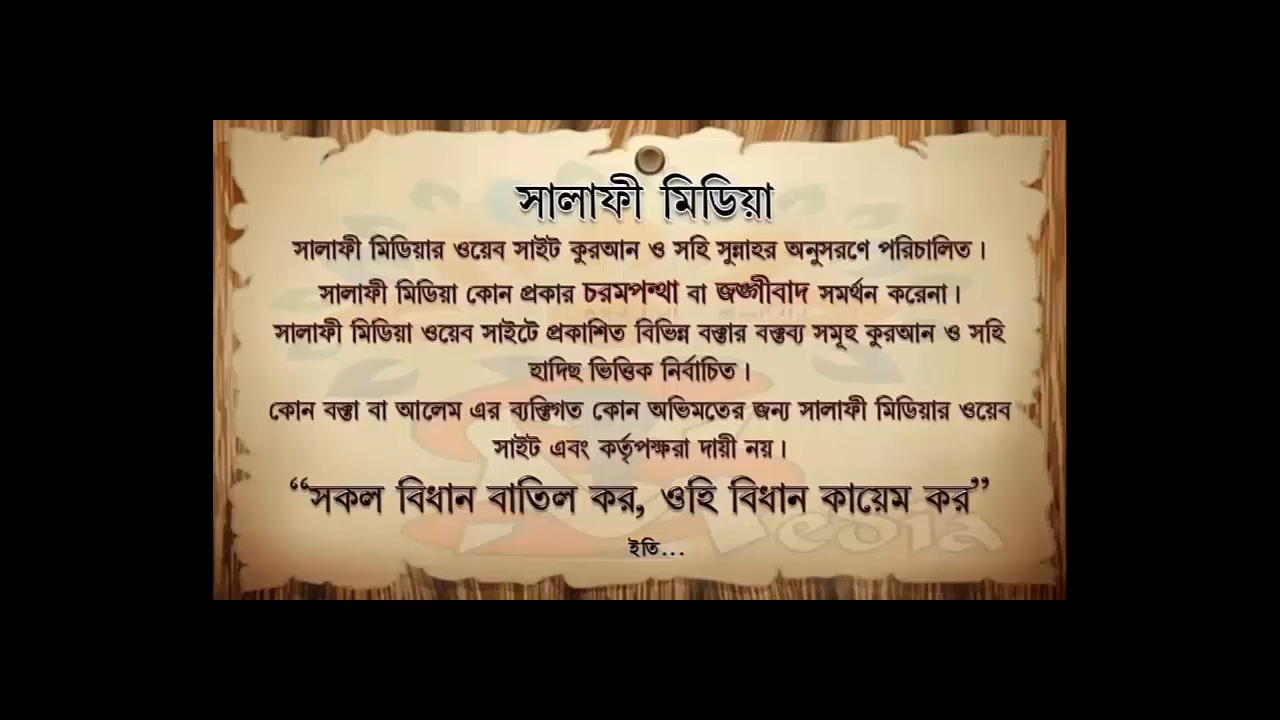 সালাফী মিডিয়া
সালাফী মিডিয়ার ওয়েব সাইট কুরআন ও সহি সুন্নাহর অনুসরণে পরিচালিত।
সালাফী মিডিয়া কোন প্রকার চরমপন্থা বা জঙ্গীবাদ সমর্থন করেনা।
সালাফী মিডিয়া ওয়েব সাইটে প্রকাশিত বিভিন্ন বক্তার বক্তব্য সমূহ কুরআন ও সহি
হাদিছ ভিত্তিক নির্বাচিত।
কোন বক্তা বা আলেম এর ব্যক্তিগত কোন অভিমতের জন্য সালাফী মিডিয়ার ওয়েব
সাইট এবং কর্তৃপক্ষরা দায়ী নয়।
“সকল বিধান বাতিল কর, ওহি বিধান কায়েম কর”
ইতি...